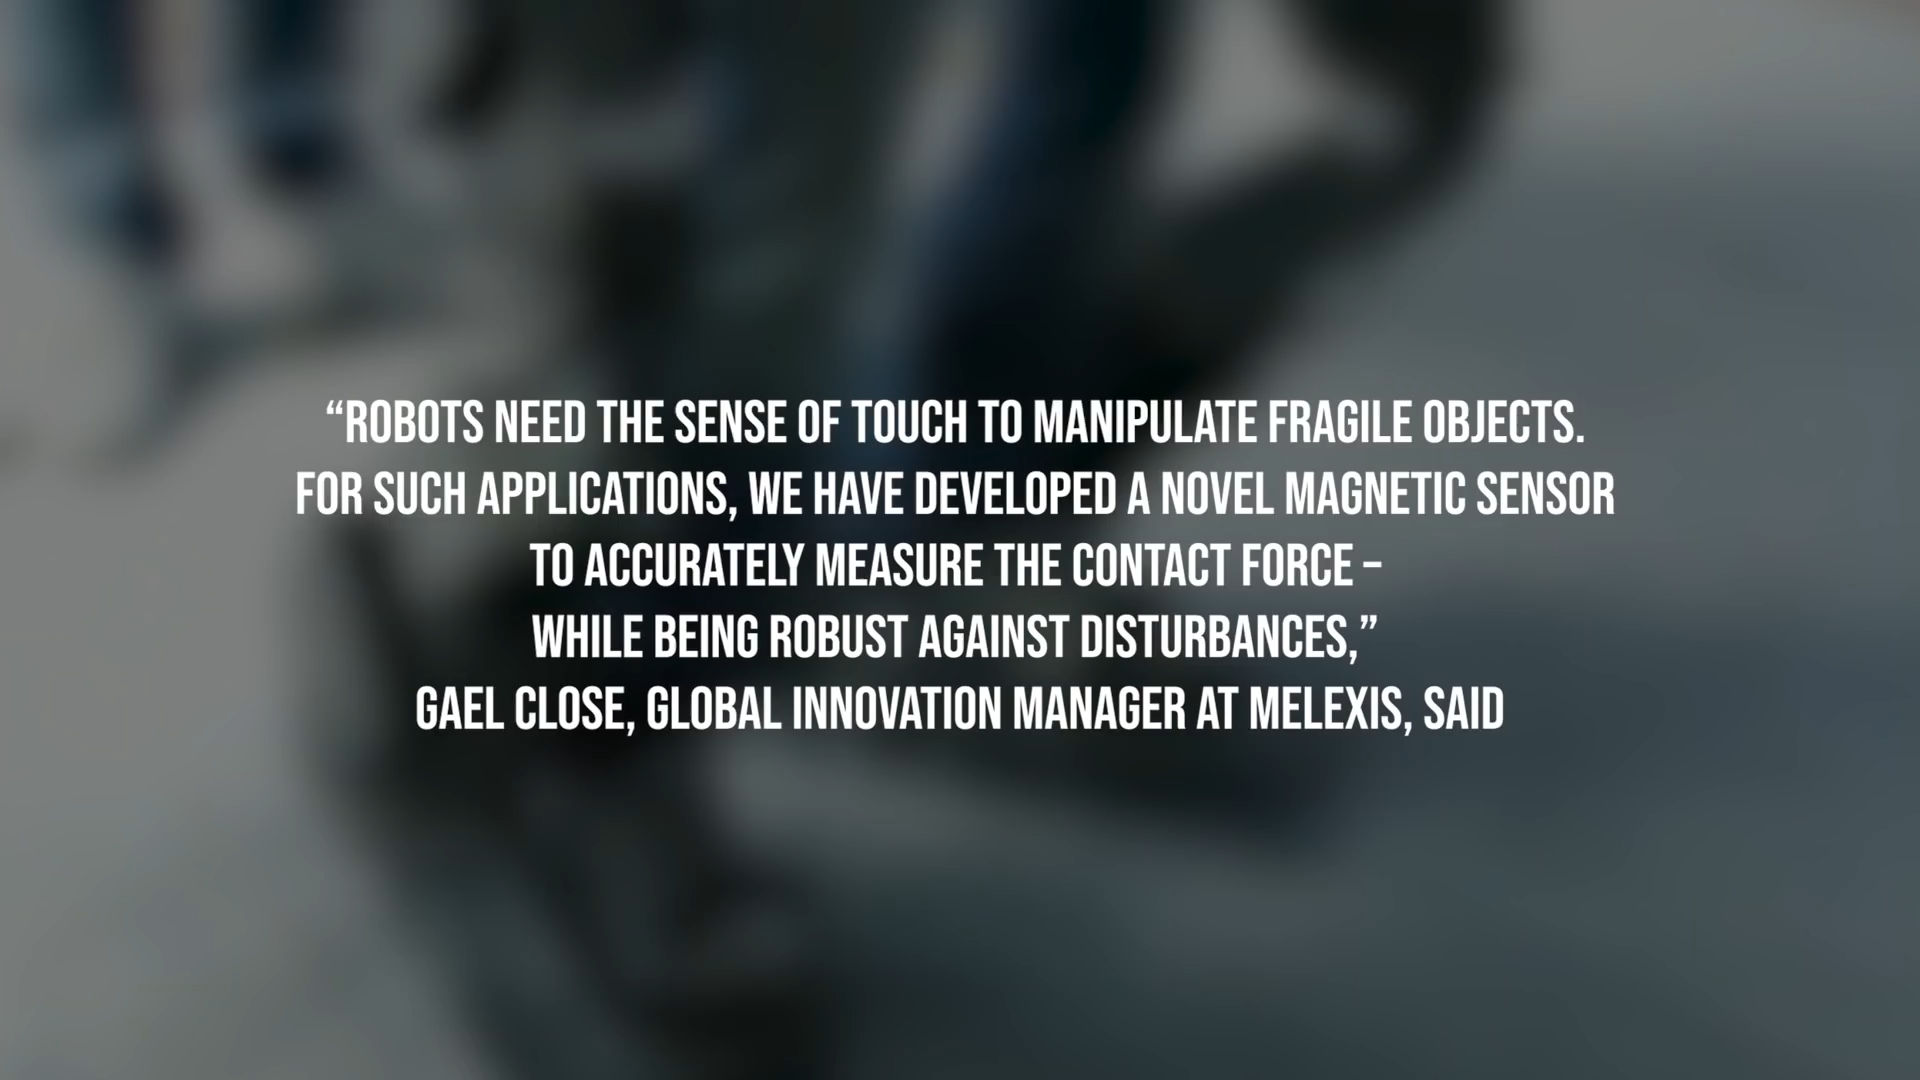 “ROBOTS NEED THE SENSE OF TOUCH TO MANIPULATE FRAGILE OBJECTS.
FOR SUCH APPLICATIONS, WE HAVE DEVELOPED A NOVEL MAGNETIC SENSOR
TO ACCURATELY MEASURE THE CONTACT FORCE –
WHILE BEING ROBUST AGAINST DISTURBANCES,”
GAEL CLOSE, GLOBAL INNOVATION MANAGER AT MELEXIS, SAID